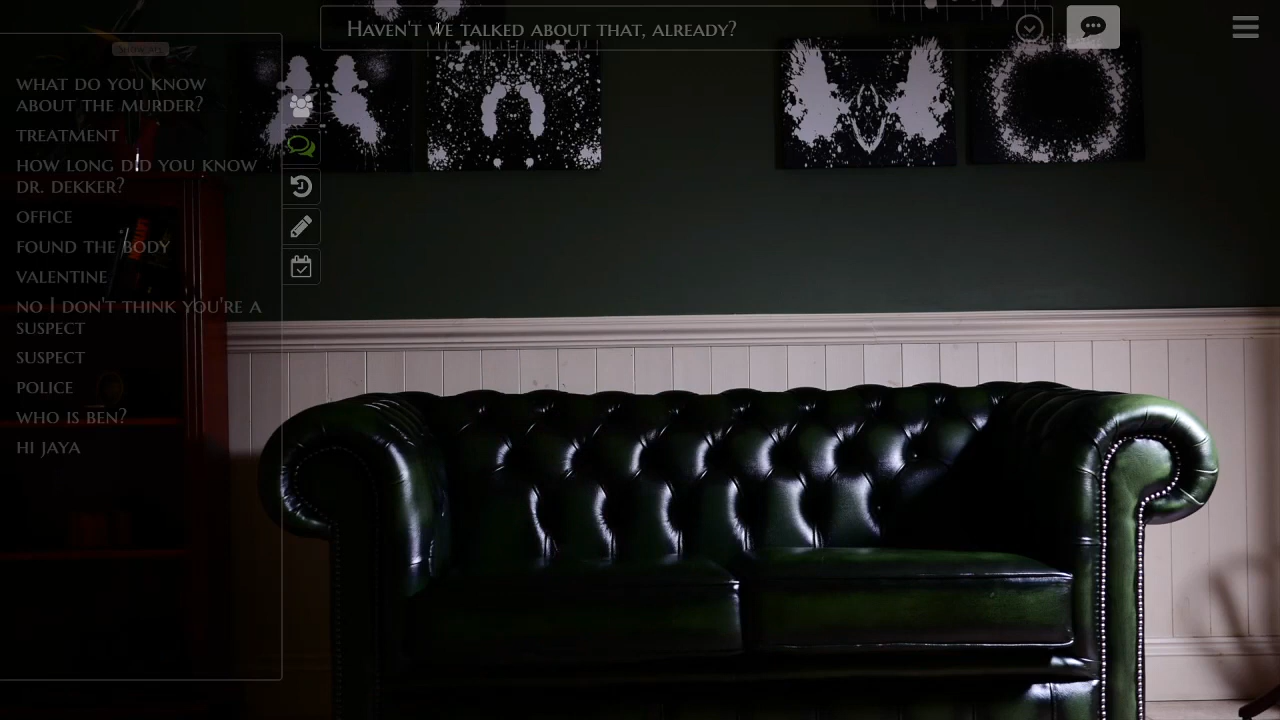 Haven't we talked about that, already?
WHAT DO YOU KNOW
ABOUT THE MURDER?
TREATMENT
HOW LONG DID YOU KNOW
DR. DEKKER?
OFFICE
FOUND THE BODY
VALENTINE
NO I DON'T THINK YOU'RE A
SUSPECT
SUSPECT
POLICE
WHO IS BEN?
HI JAYA